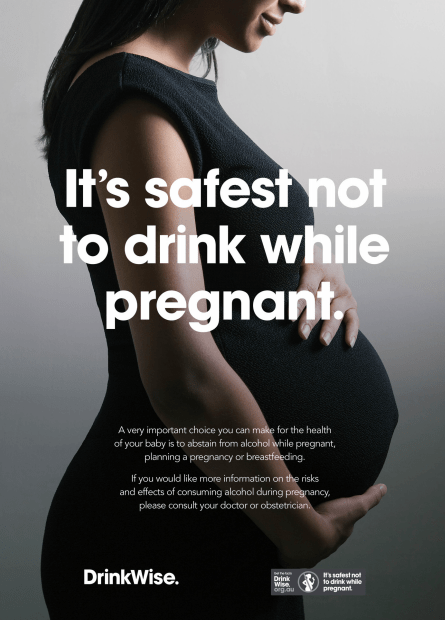 It's safest not
to drink while
pregnant.
A very important choice you can make for the health
of your baby is to abstain from alcohol while pregnant,
planning a pregnancy or breastfeeding.
If you would like more information on the risks
and effects of consuming alcohol during pregnancy,
please consult your doctor or obstetrician.
DrinkWise.
Get the facts
Drink
Wise.
org.au
It's safest not
to drink while
pregnant.